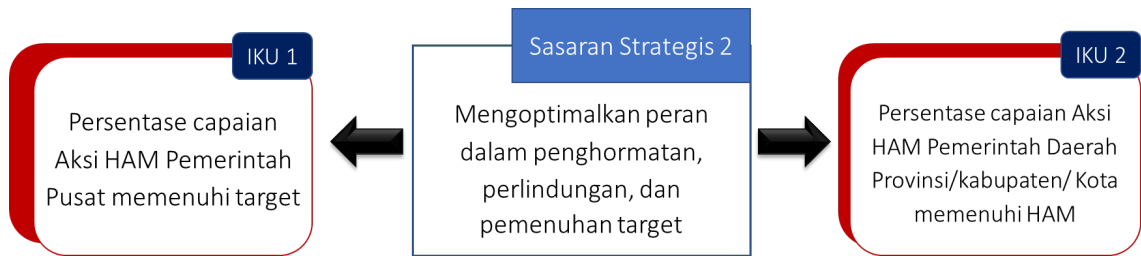 IKU 1
Persentase capaian
Aksi HAM Pemerintah
Pusat memenuhi target
Sasaran Strategis 2
Mengoptimalkan peran
dalam penghormatan,
perlindungan, dan
pemenuhan target
IKU 2
Persentase capaian Aksi
HAM Pemerintah Daerah
Provinsi/kabupaten/ Kota
memenuhi HAM